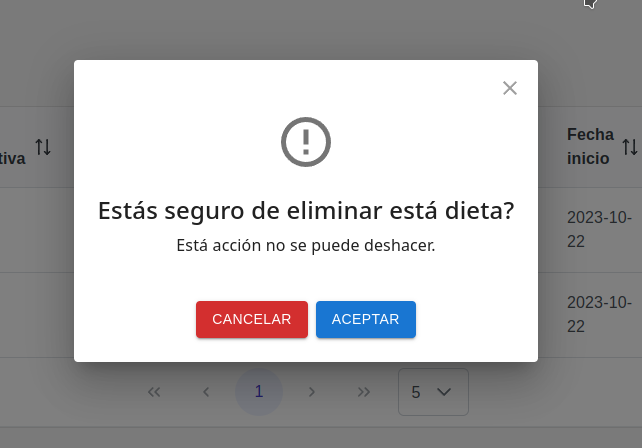 Fecha
tiva
inicio
Estás seguro de eliminar está dieta?
Está acción no se puede deshacer.
2023-10-
22
2023-10-
22
CANCELAR ACEPTAR
1
5